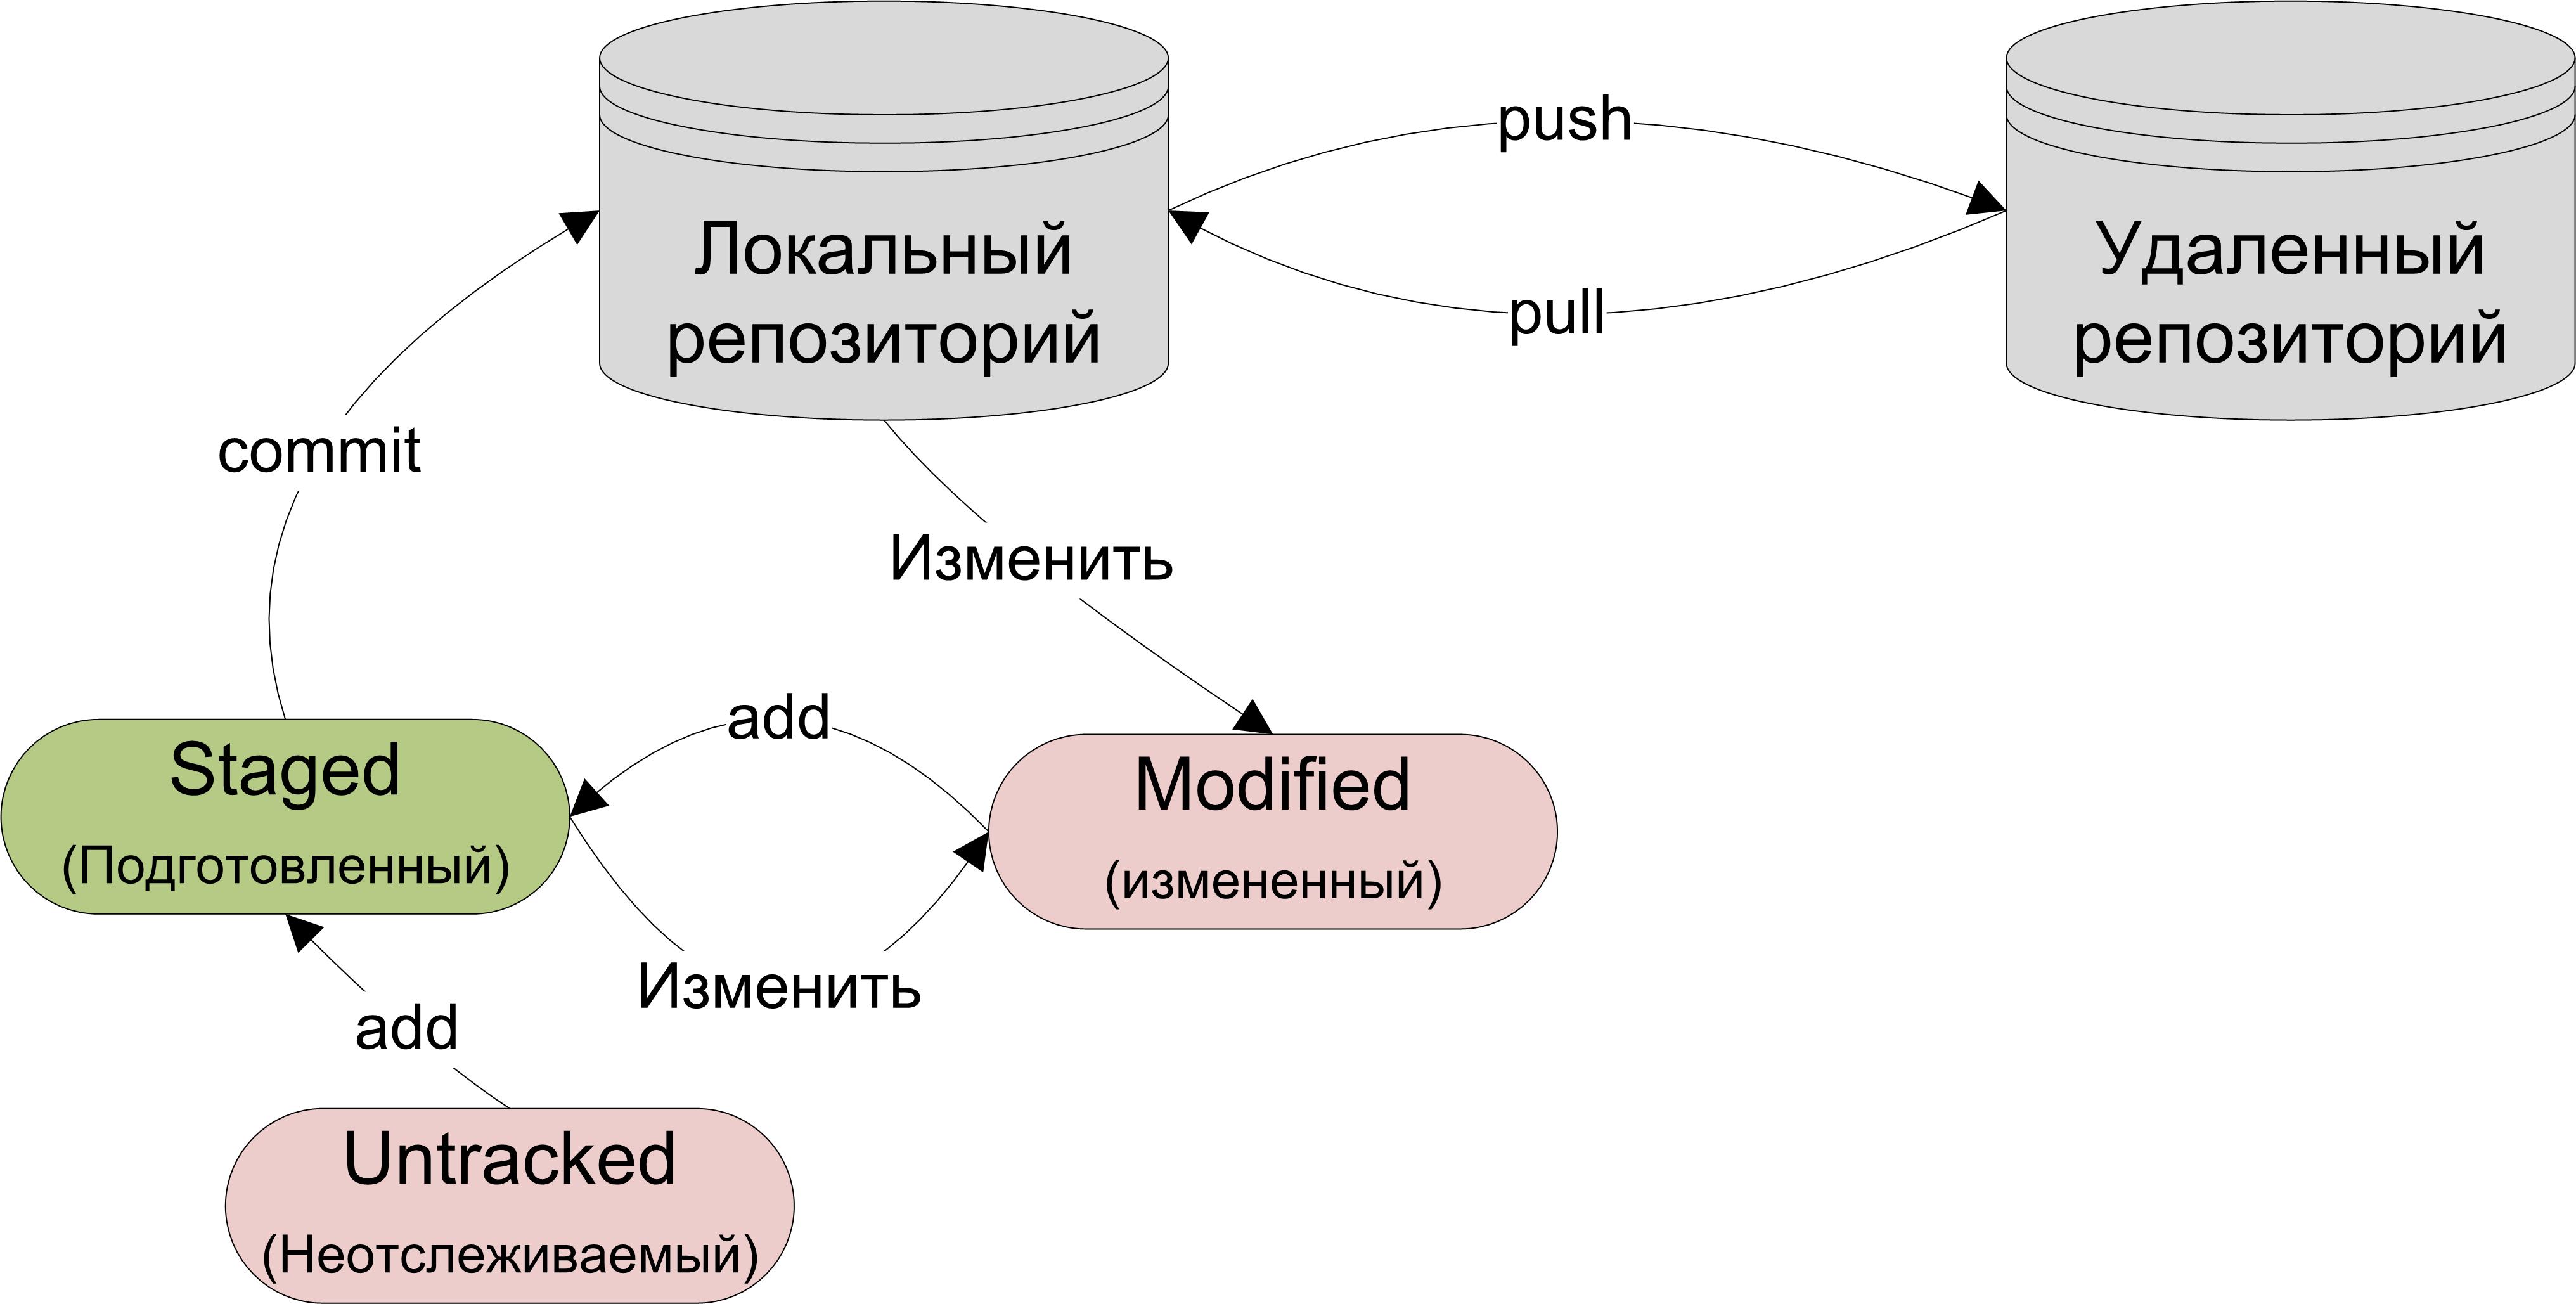 Локальный
репозиторий
push
pull
Удаленный
репозиторий
commit
Изменить
add
Staged
(Подготовленный)
Modified
(измененный)
Изменить
add
Untracked
(Неотслеживаемый)